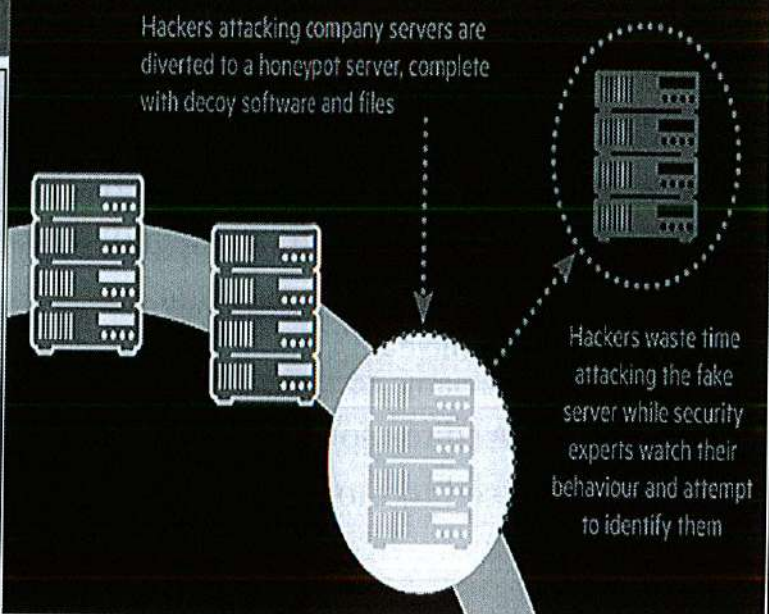 Hackers attacking company servers are
diverted to a honeypot server, complete
with decoy software and files
Hackers waste time
attacking the fake
server while security
experts watch their
behaviour and attempt
to identify them